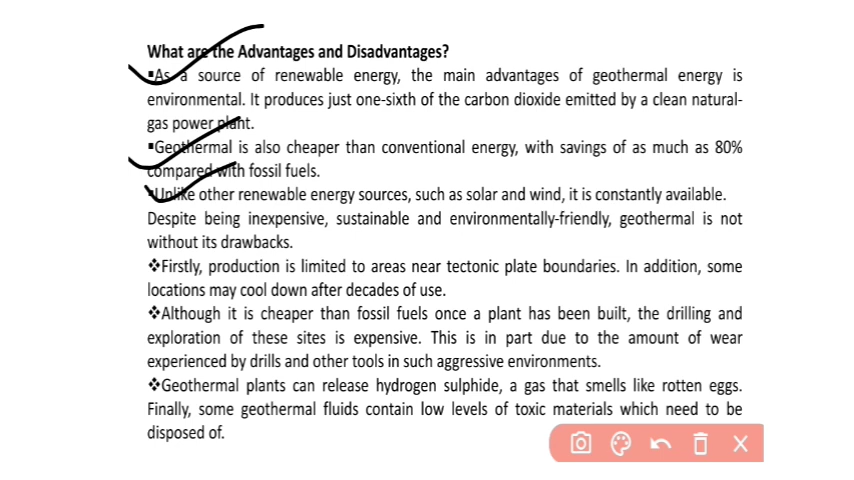 What are the Advantages and Disadvantages?
▪As a source of renewable energy, the main advantages of geothermal energy is
environmental. It produces just one-sixth of the carbon dioxide emitted by a clean natural-
gas power plant.
▪Geothermal is also cheaper than conventional energy, with savings of as much as 80%
compared with fossil fuels.
▪Unlike other renewable energy sources, such as solar and wind, it is constantly available.
Despite being inexpensive, sustainable and environmentally-friendly, geothermal is not
without its drawbacks.
❖Firstly, production is limited to areas near tectonic plate boundaries. In addition, some
locations may cool down after decades of use.
❖Although it is cheaper than fossil fuels once a plant has been built, the drilling and
exploration of these sites is expensive. This is in part due to the amount of wear
experienced by drills and other tools in such aggressive environments.
❖Geothermal plants can release hydrogen sulphide, a gas that smells like rotten eggs.
Finally, some geothermal fluids contain low levels of toxic materials which need to be
disposed of.